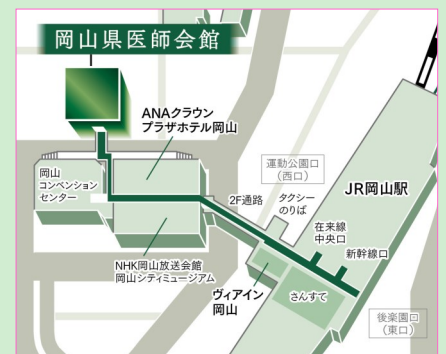 岡山県医師会館
ANAクラウン
プラザホテル岡山
岡山
コンベンション
センター
運動公園口
(西口)
2F通路
タクシー
のりば
JR岡山駅
在来線
中央口
新幹線口
NHK岡山放送会館
岡山シティミュージアム
ヴィアイン
岡山
さんすて
後楽園口
(東口)